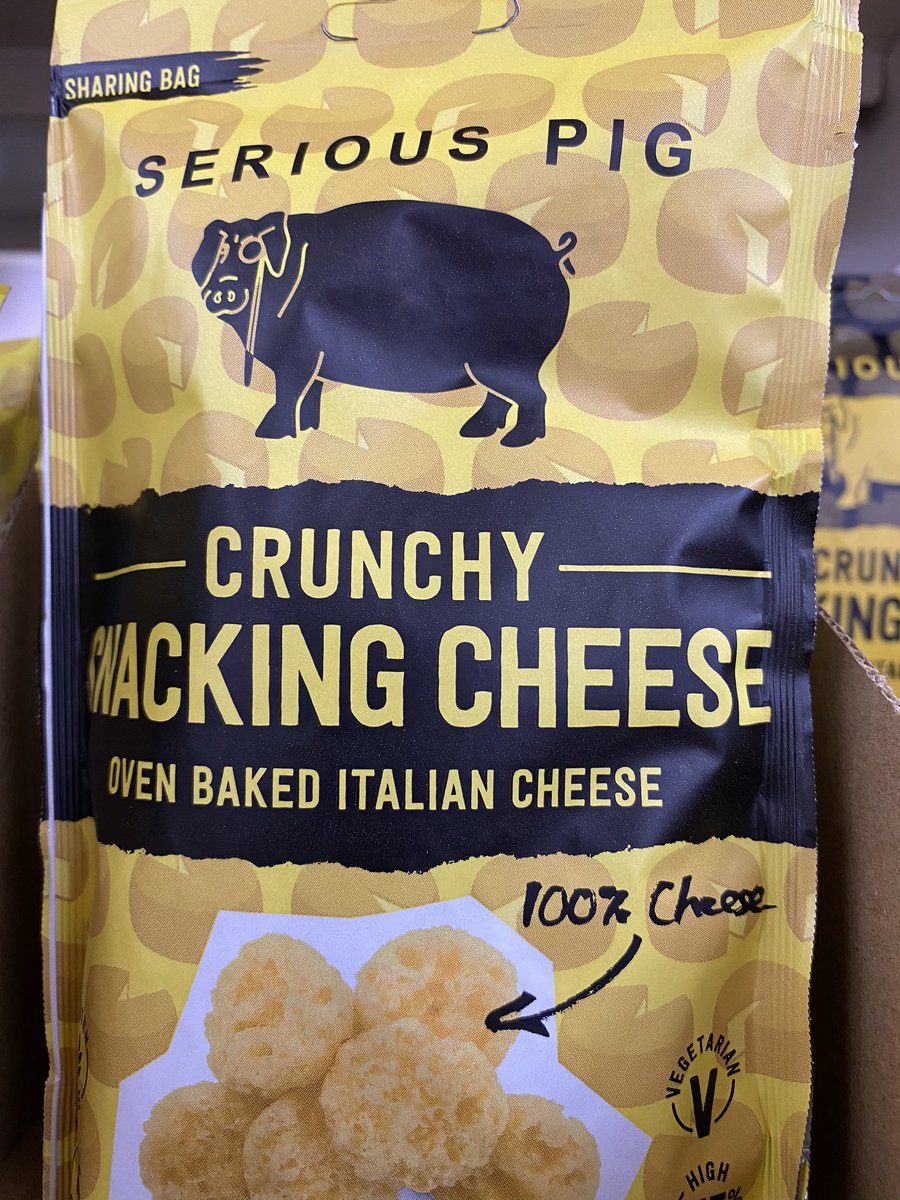 SHARING BAG
SERIOUS PIG
CRUNCHY
SNACKING CHEESE
OVEN BAKED ITALIAN CHEESE
100% Cheese
VEGETARIAN
V
HIGH